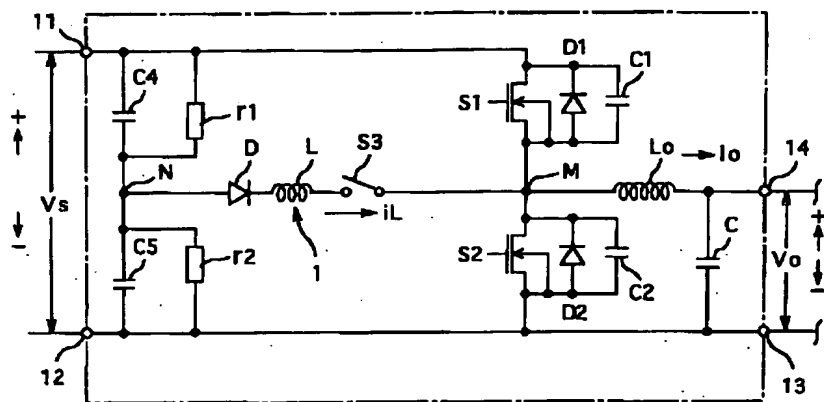 11
C4
r1
D1
C1
S1
D
L
S3
Lo
Io
14
+
Vs
-
N
iL
1
M
C5
r2
S2
D2
C2
C
Vo
+
-
12
13